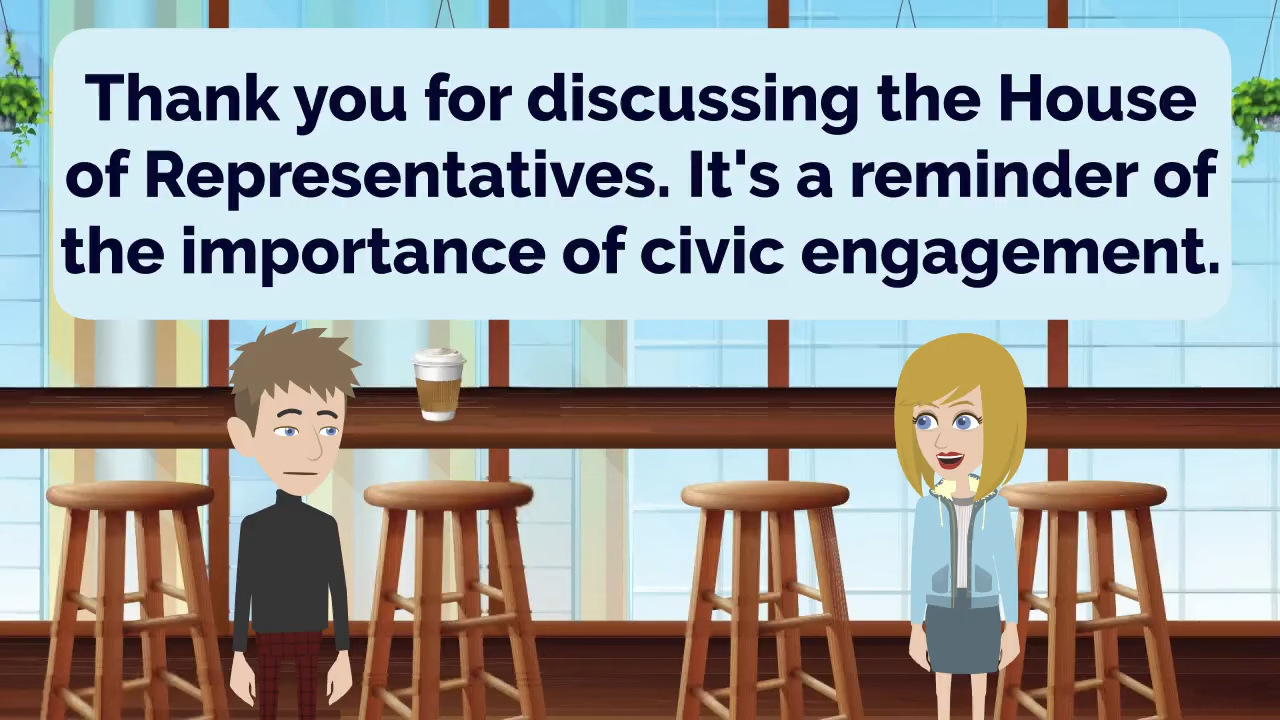 Thank you for discussing the House
of Representatives. It's a reminder of
the importance of civic engagement.